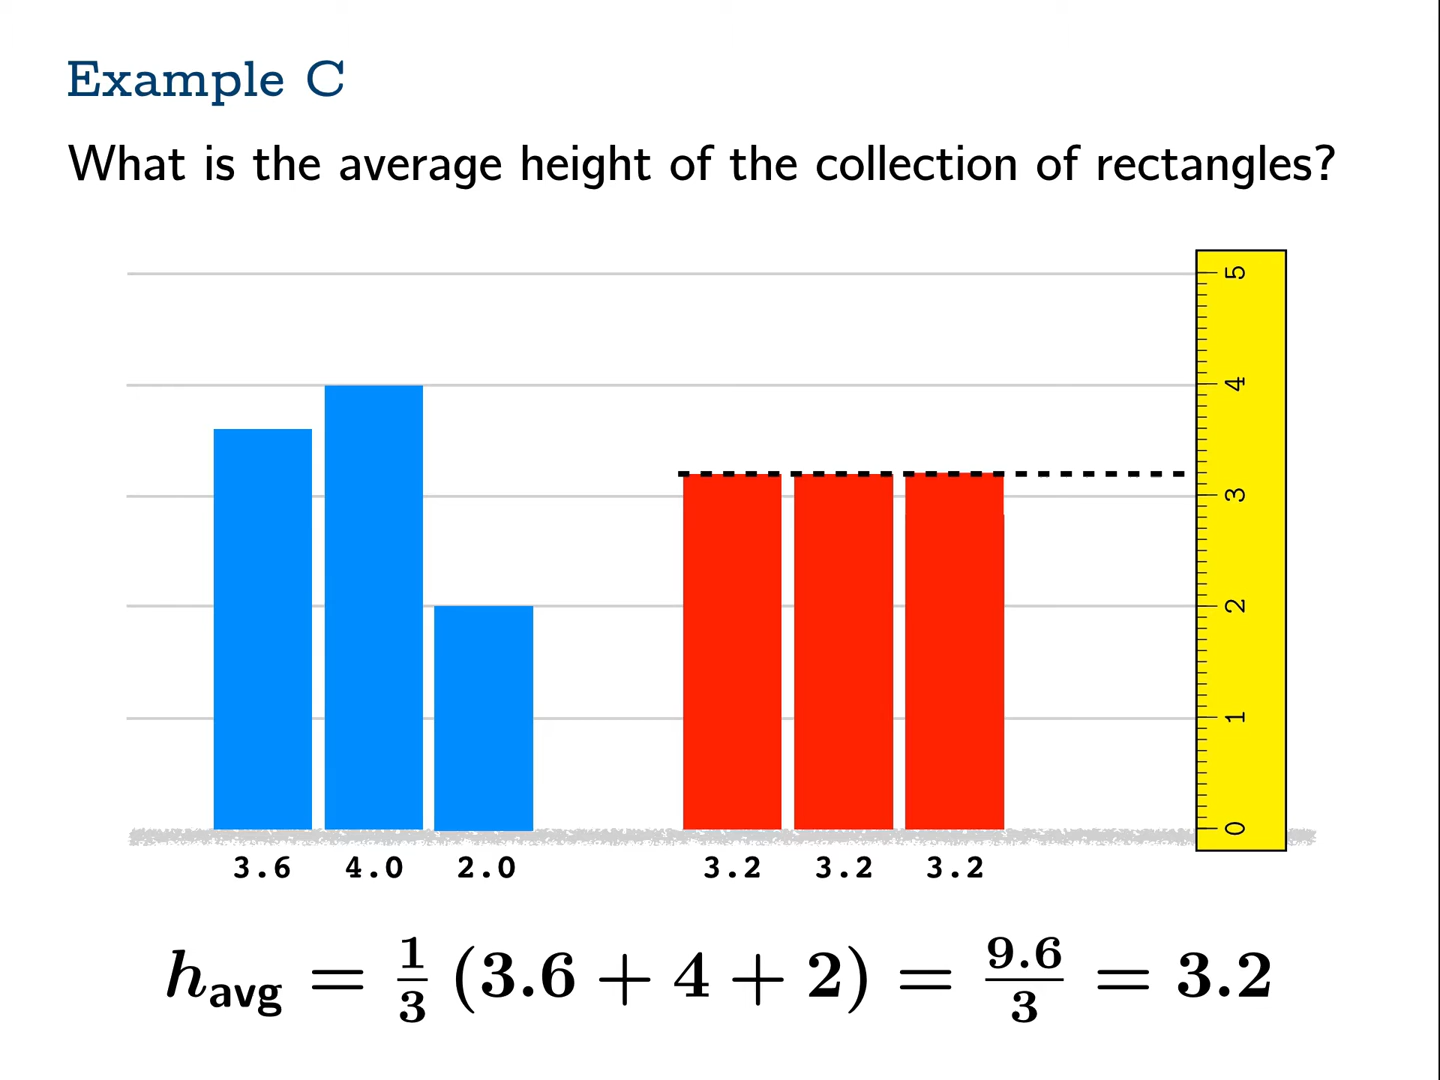 Example C
What is the average height of the collection of rectangles?
5
4
3
2
1
0
3.6 4.0 2.0 3.2 3.2 3.2
h_avg = 1/3 (3.6 + 4 + 2) = 9.6/3 = 3.2